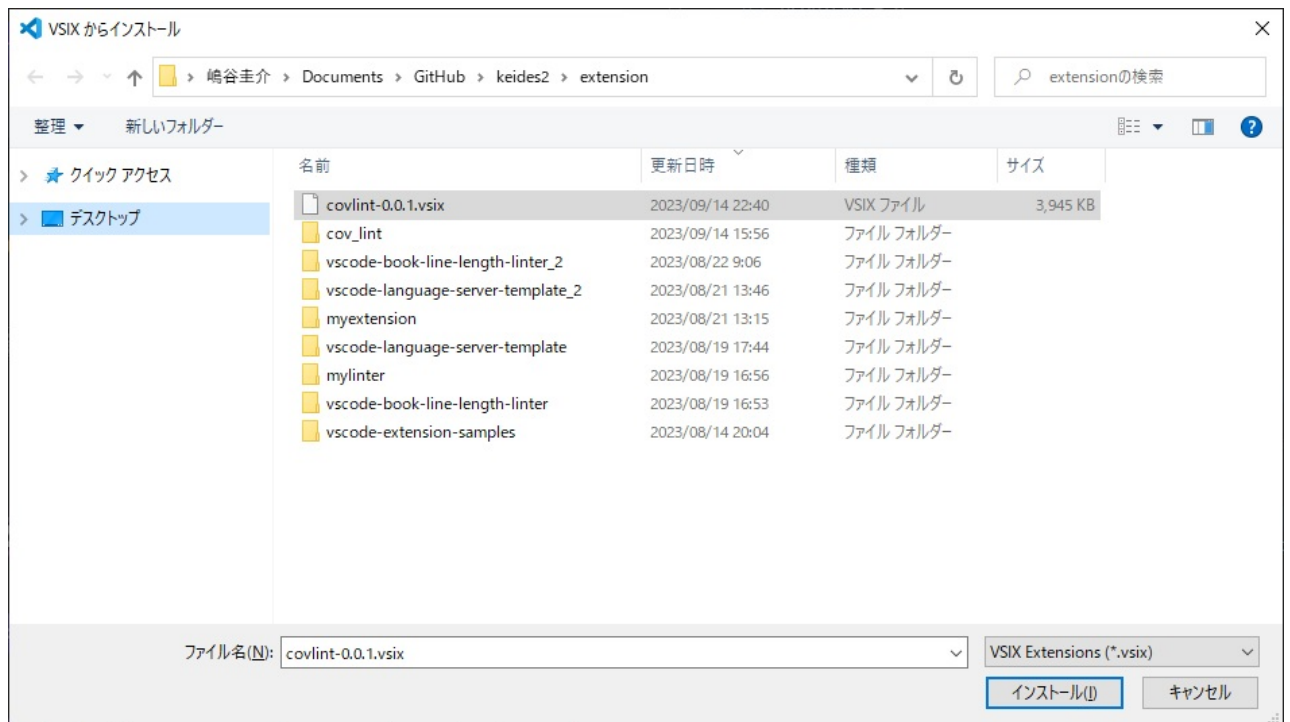 VSIX からインストール
嶋谷圭介 › Documents › GitHub › keides2 › extension
extensionの検索
整理 新しいフォルダー
名前 更新日時 種類 サイズ
クイック アクセス
デスクトップ
covlint-0.0.1.vsix 2023/09/14 22:40 VSIX ファイル 3,945 KB
cov_lint 2023/09/14 15:56 ファイル フォルダー
vscode-book-line-length-linter_2 2023/08/22 9:06 ファイル フォルダー
vscode-language-server-template_2 2023/08/21 13:46 ファイル フォルダー
myextension 2023/08/21 13:15 ファイル フォルダー
vscode-language-server-template 2023/08/19 17:44 ファイル フォルダー
mylinter 2023/08/19 16:56 ファイル フォルダー
vscode-book-line-length-linter 2023/08/19 16:53 ファイル フォルダー
vscode-extension-samples 2023/08/14 20:04 ファイル フォルダー
ファイル名(N): covlint-0.0.1.vsix VSIX Extensions (*.vsix)
インストール(I) キャンセル